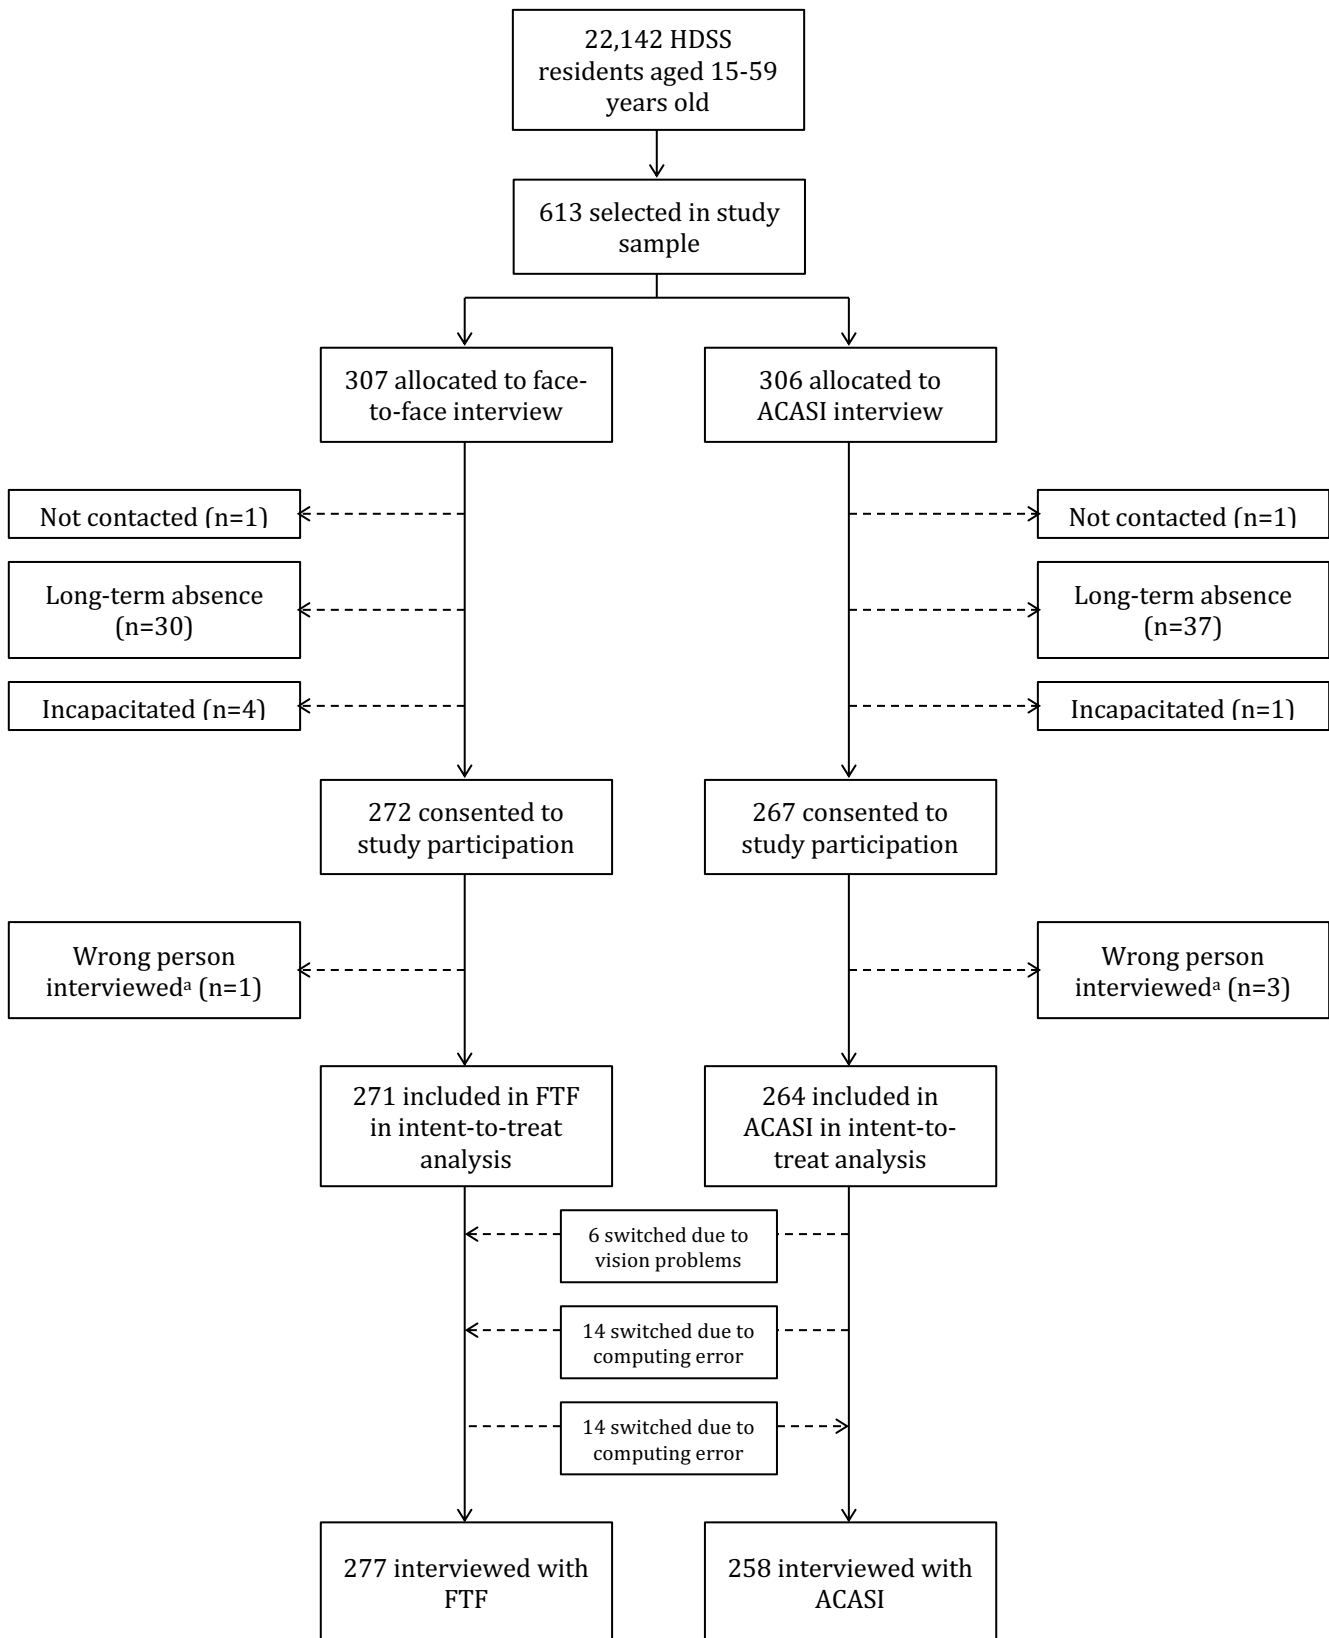 22,142 HDSS
residents aged 15-59
years old
613 selected in study
sample
307 allocated to face-
to-face interview
306 allocated to
ACASI interview
Not contacted (n=1)
Not contacted (n=1)
Long-term absence
(n=30)
Long-term absence
(n=37)
Incapacitated (n=4)
Incapacitated (n=1)
272 consented to
study participation
267 consented to
study participation
Wrong person
interviewedᵃ (n=1)
Wrong person
interviewedᵃ (n=3)
271 included in FTF
in intent-to-treat
analysis
264 included in
ACASI in intent-to-
treat analysis
6 switched due to
vision problems
14 switched due to
computing error
14 switched due to
computing error
277 interviewed with
FTF
258 interviewed with
ACASI